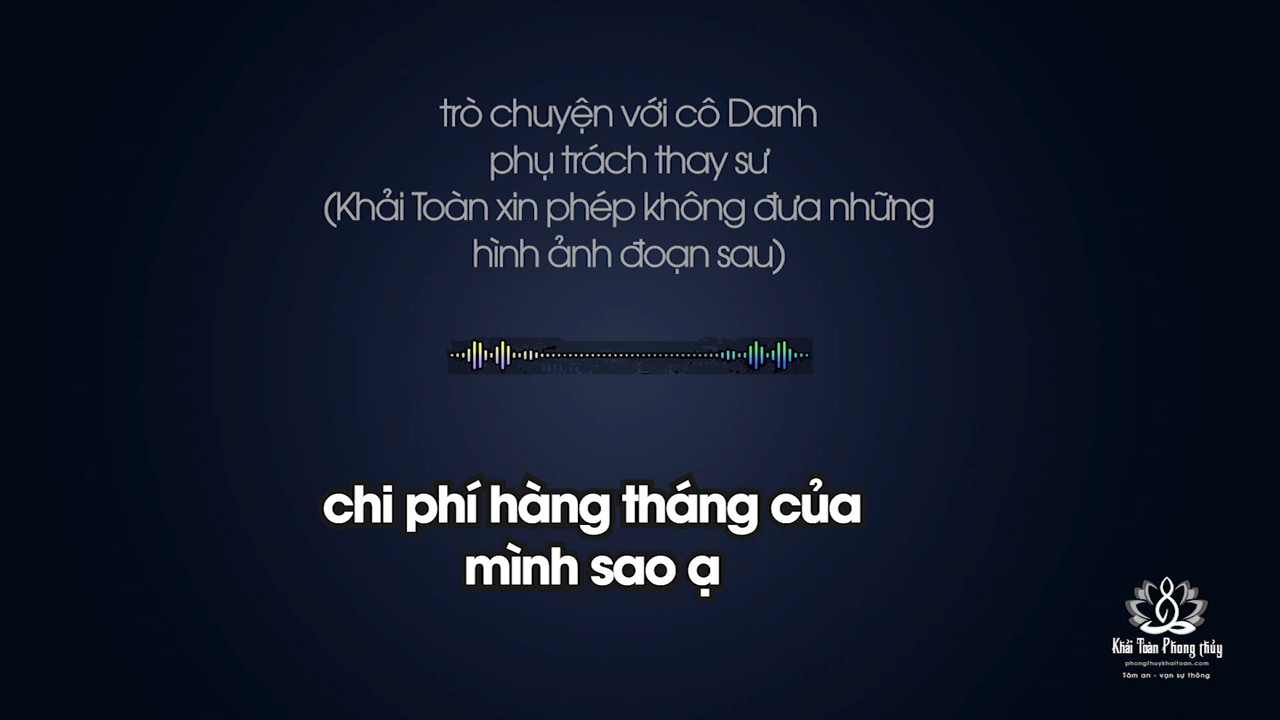 trò chuyện với cô Danh
phụ trách thay sư
(Khải Toàn xin phép không đưa những
hình ảnh đoạn sau)
chi phí hàng tháng của
mình sao ạ
Khải Toàn Phong thủy
phongthuykhaitoan.com
Tâm an - vạn sự thông